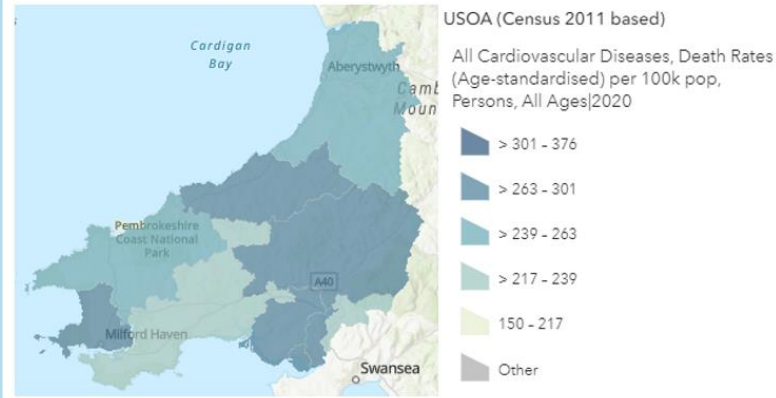 Cardigan
Bay
Aberystwyth
Pembrokeshire
Coast National
Park
A40
Milford Haven
Swansea
USOA (Census 2011 based)
All Cardiovascular Diseases, Death Rates
(Age-standardised) per 100k pop,
Persons, All Ages|2020
> 301 - 376
> 263 - 301
> 239 - 263
> 217 - 239
150 - 217
Other